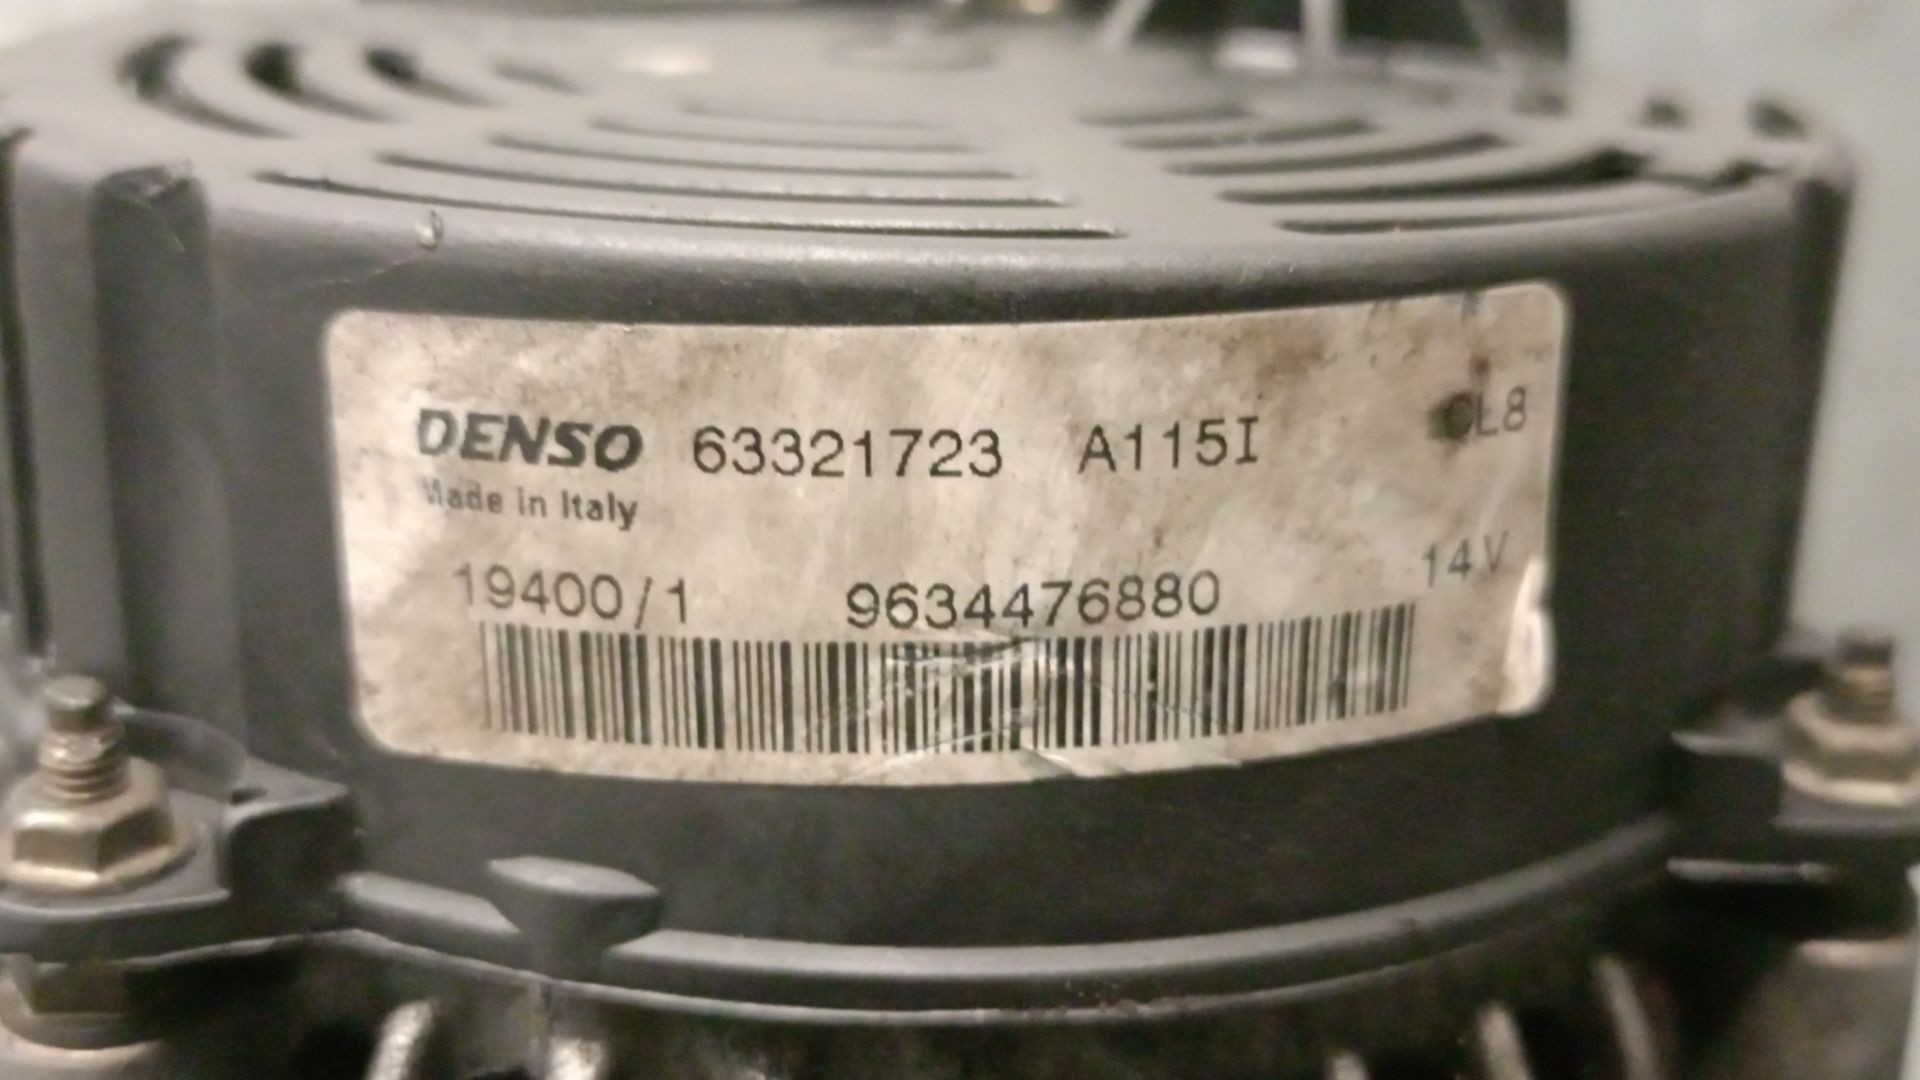 DENSO 63321723 A115I CL8
Made in Italy
19400/1 9634476880 14V